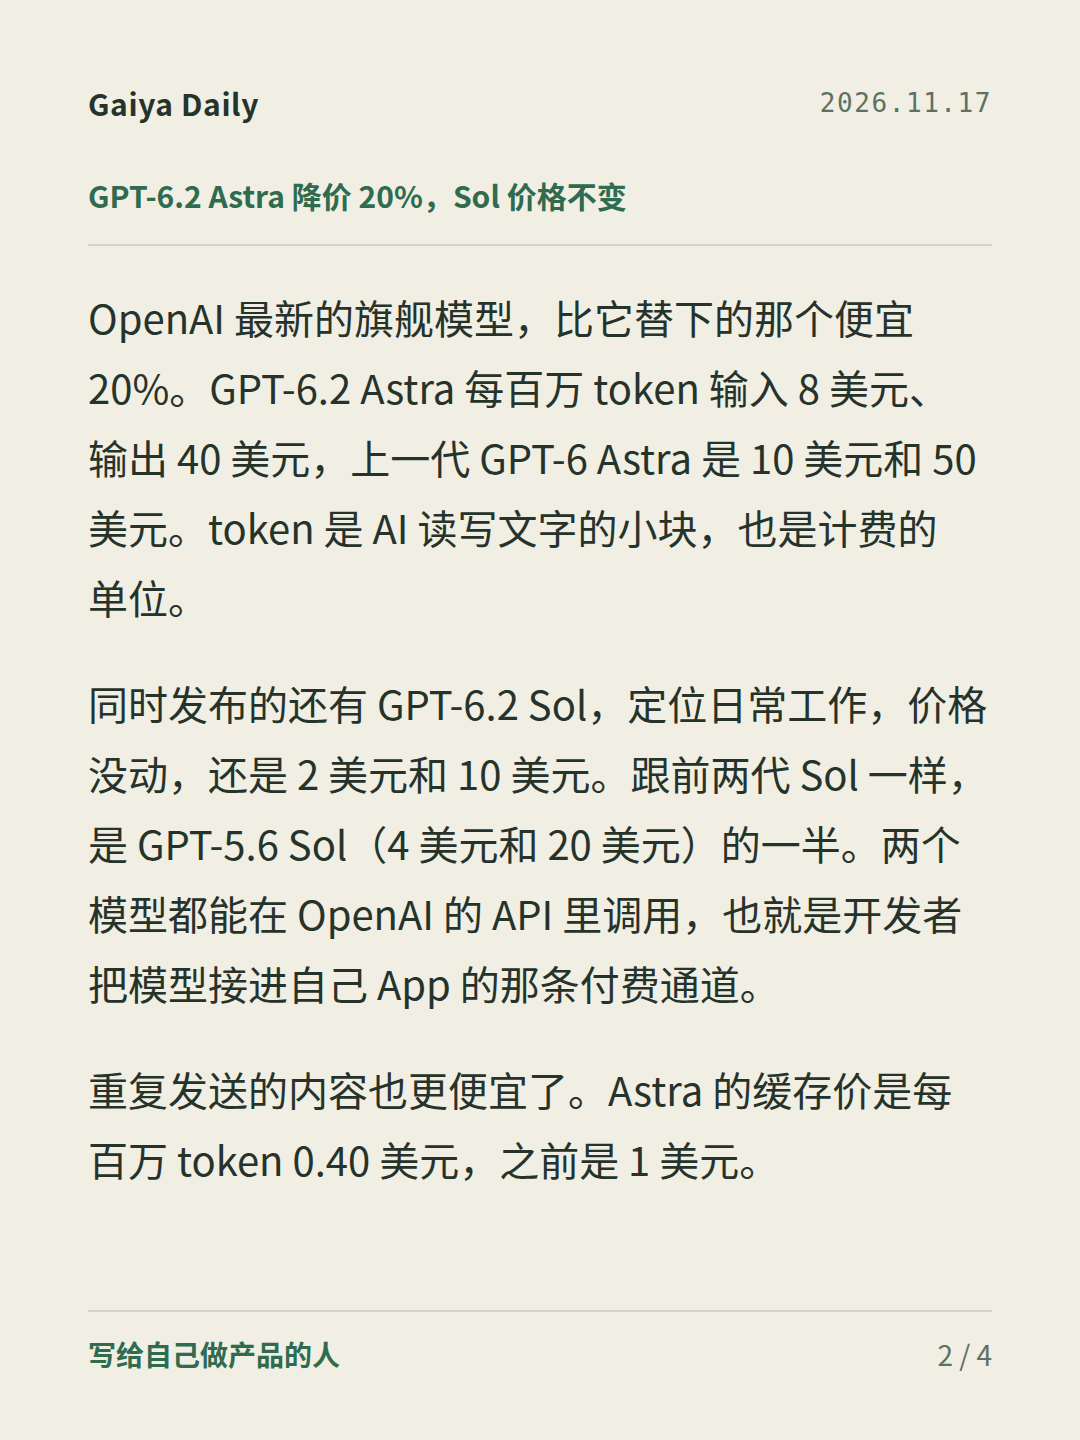 Gaiya Daily
2026.11.17
GPT-6.2 Astra 降价 20%，Sol 价格不变
OpenAI 最新的旗舰模型，比它替下的那个便宜
20%。GPT-6.2 Astra 每百万 token 输入 8 美元、
输出 40 美元，上一代 GPT-6 Astra 是 10 美元和 50
美元。token 是 AI 读写文字的小块，也是计费的
单位。
同时发布的还有 GPT-6.2 Sol，定位日常工作，价格
没动，还是 2 美元和 10 美元。跟前两代 Sol 一样，
是 GPT-5.6 Sol（4 美元和 20 美元）的一半。两个
模型都能在 OpenAI 的 API 里调用，也就是开发者
把模型接进自己 App 的那条付费通道。
重复发送的内容也更便宜了。Astra 的缓存价是每
百万 token 0.40 美元，之前是 1 美元。
写给自己做产品的人
2 / 4